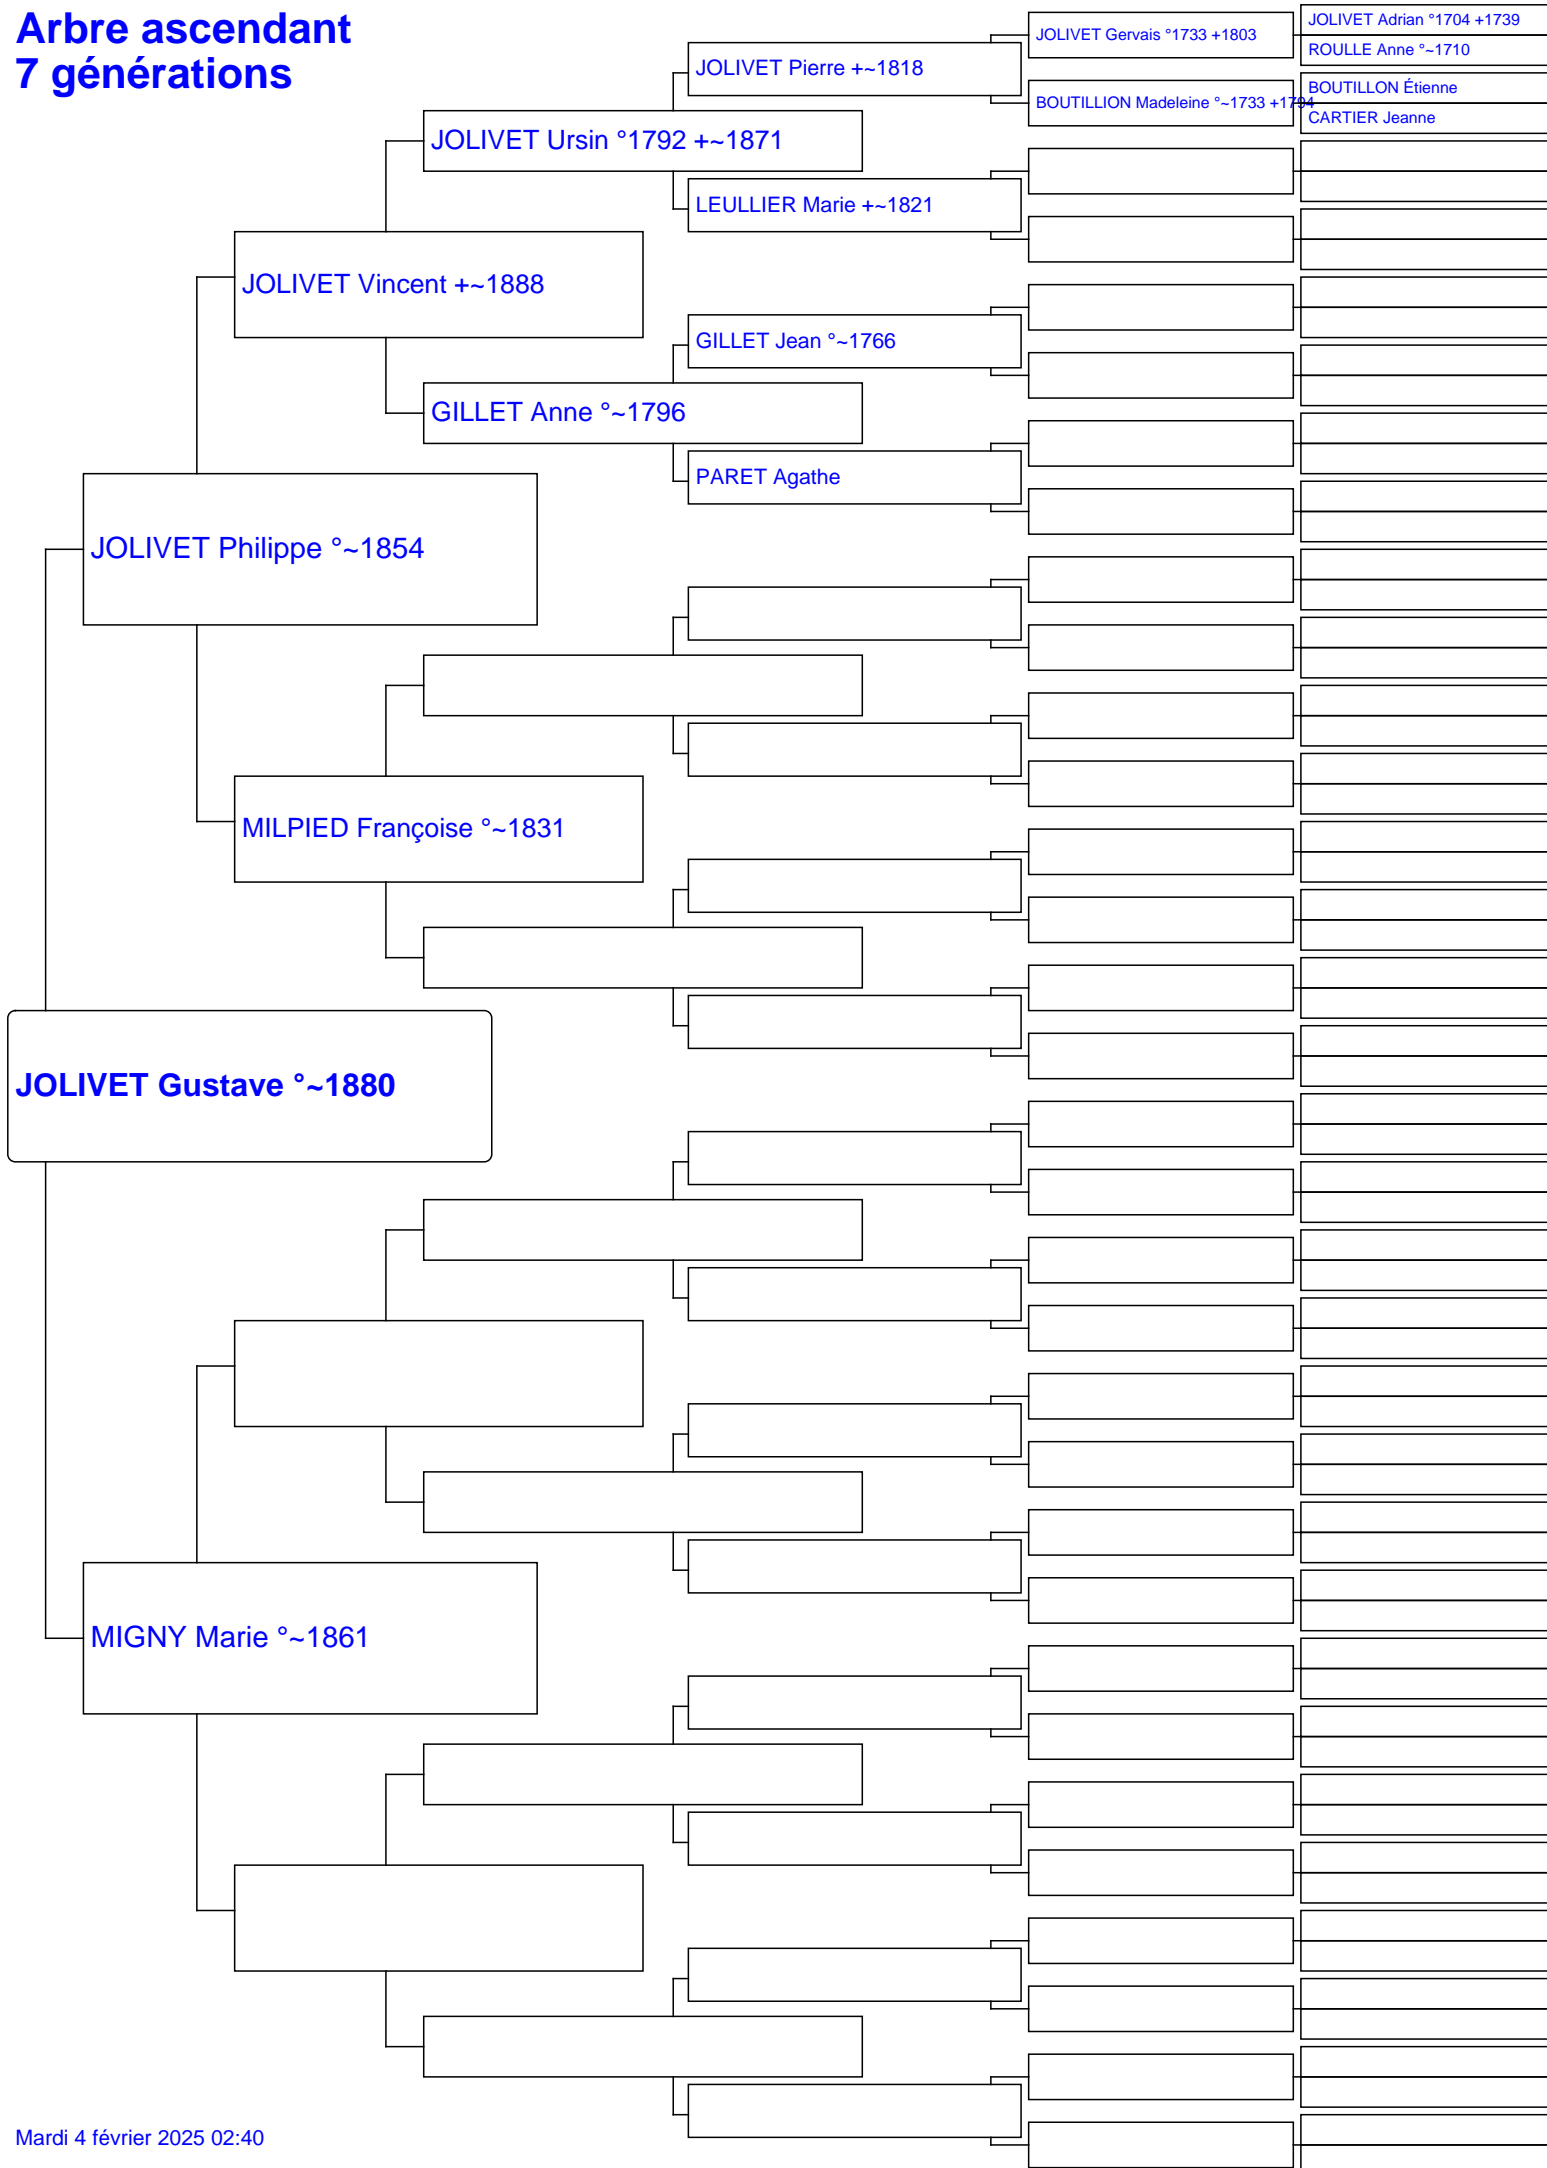 Arbre ascendant
7 générations
JOLIVET Adrian °1704 +1739
JOLIVET Gervais °1733 +1803
ROULLE Anne °~1710
JOLIVET Pierre +~1818
BOUTILLON Étienne
BOUTILLION Madeleine °~1733 +1794
CARTIER Jeanne
JOLIVET Ursin °1792 +~1871
LEULLIER Marie +~1821
JOLIVET Vincent +~1888
GILLET Jean °~1766
GILLET Anne °~1796
PARET Agathe
JOLIVET Philippe °~1854
MILPIED Françoise °~1831
JOLIVET Gustave °~1880
MIGNY Marie °~1861
Mardi 4 février 2025 02:40